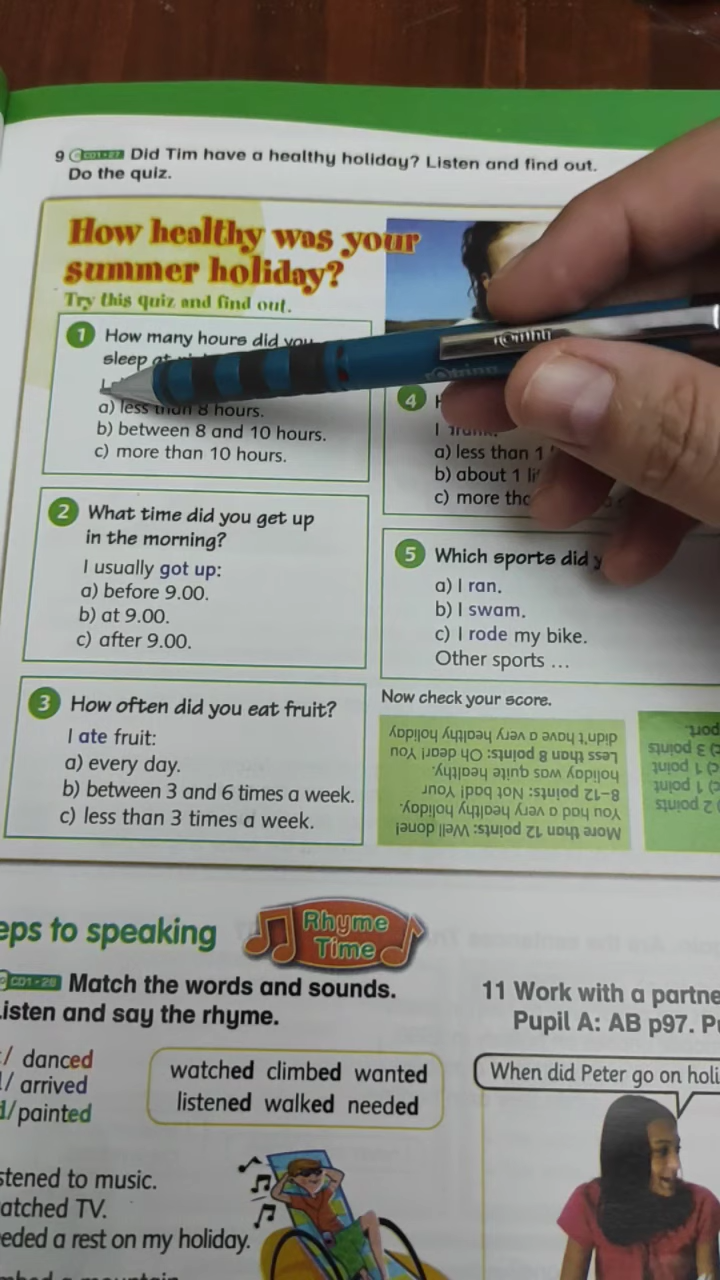 9 CD1·27 Did Tim have a healthy holiday? Listen and find out.
Do the quiz.
How healthy was your
summer holiday?
Try this quiz and find out.
1 How many hours did you
sleep at
a) less than 8 hours.
b) between 8 and 10 hours.
c) more than 10 hours.
2 What time did you get up
in the morning?
I usually got up:
a) before 9.00.
b) at 9.00.
c) after 9.00.
3 How often did you eat fruit?
I ate fruit:
a) every day.
b) between 3 and 6 times a week.
c) less than 3 times a week.
rotring
rotring
4
I
a) less than 1
b) about 1
c) more
5 Which sports did
a) I ran.
b) I swam.
c) I rode my bike.
Other sports ...
Now check your score.
More than 12 points: Well done!
You had a very healthy holiday.
8–12 points: Not bad! Your
holiday was quite healthy.
Less than 8 points: Oh dear! You
didn't have a very healthy holiday
2 points
c) 1 point
c) 1 point
c) 3 points
port.
eps to speaking
Rhyme
Time
CD1·28 Match the words and sounds.
Listen and say the rhyme.
/ danced
/ arrived
/ painted
watched climbed wanted
listened walked needed
stened to music.
atched TV.
eeded a rest on my holiday.
11 Work with a partne
Pupil A: AB p97. Pu
When did Peter go on holi